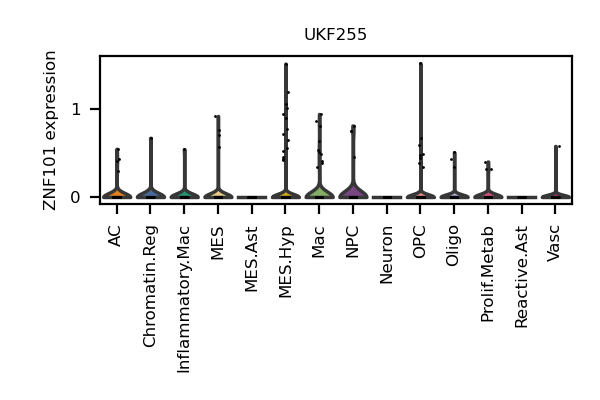 UKF255
ZNF101 expression
1
0
AC
Chromatin.Reg
Inflammatory.Mac
MES
MES.Ast
MES.Hyp
Mac
NPC
Neuron
OPC
Oligo
Prolif.Metab
Reactive.Ast
Vasc